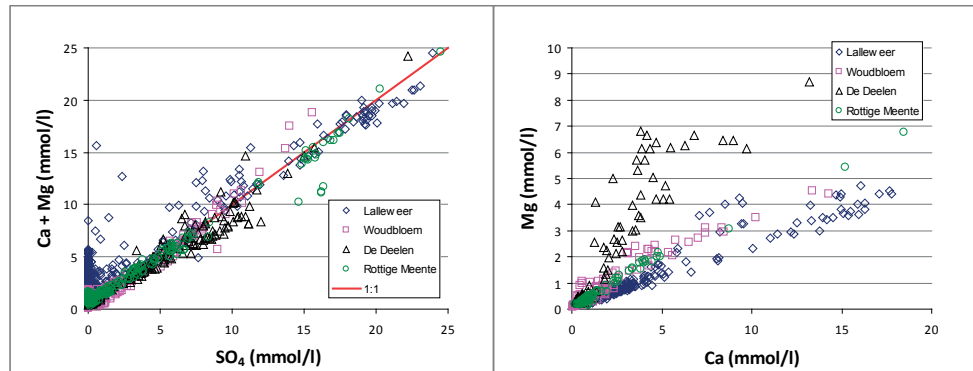 25
20
15
10
5
0
Ca + Mg (mmol/l)
0 5 10 15 20 25
SO4 (mmol/l)
Lalleweer
Woudbloem
De Deelen
Rottige Meente
1:1
10
9
8
7
6
5
4
3
2
1
0
Mg (mmol/l)
0 5 10 15 20
Ca (mmol/l)
Lalleweer
Woudbloem
De Deelen
Rottige Meente